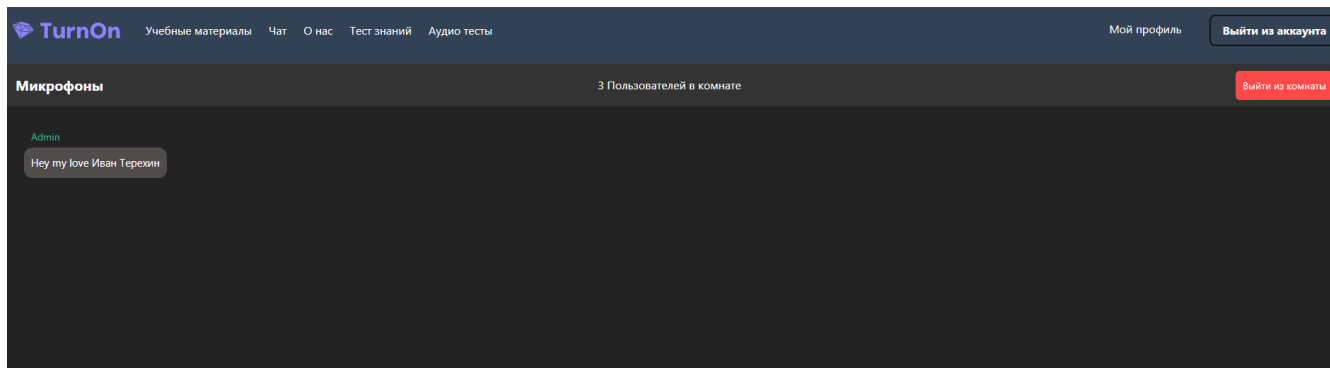 TurnOn Учебные материалы Чат О нас Тест знаний Аудио тесты Мой профиль Выйти из аккаунта
Микрофоны 3 Пользователей в комнате Выйти из комнаты
Admin
Hey my love Иван Терехин